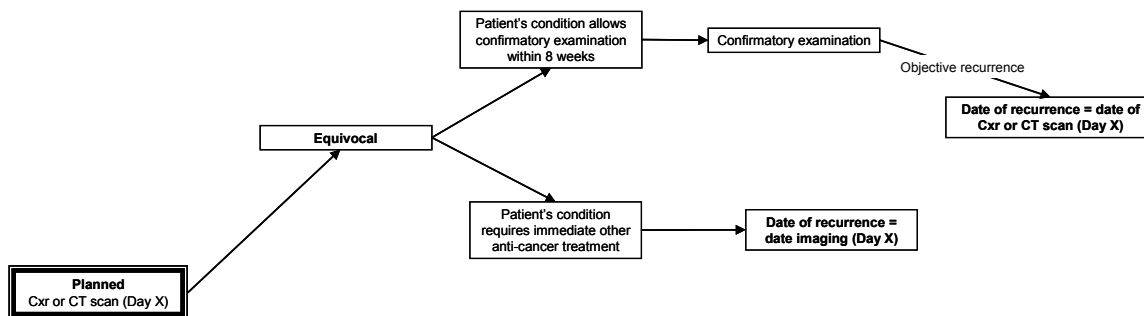 Patient's condition allows
confirmatory examination
within 8 weeks
Confirmatory examination
Objective recurrence
Date of recurrence = date of
Cxr or CT scan (Day X)
Equivocal
Patient's condition
requires immediate other
anti-cancer treatment
Date of recurrence =
date imaging (Day X)
Planned
Cxr or CT scan (Day X)